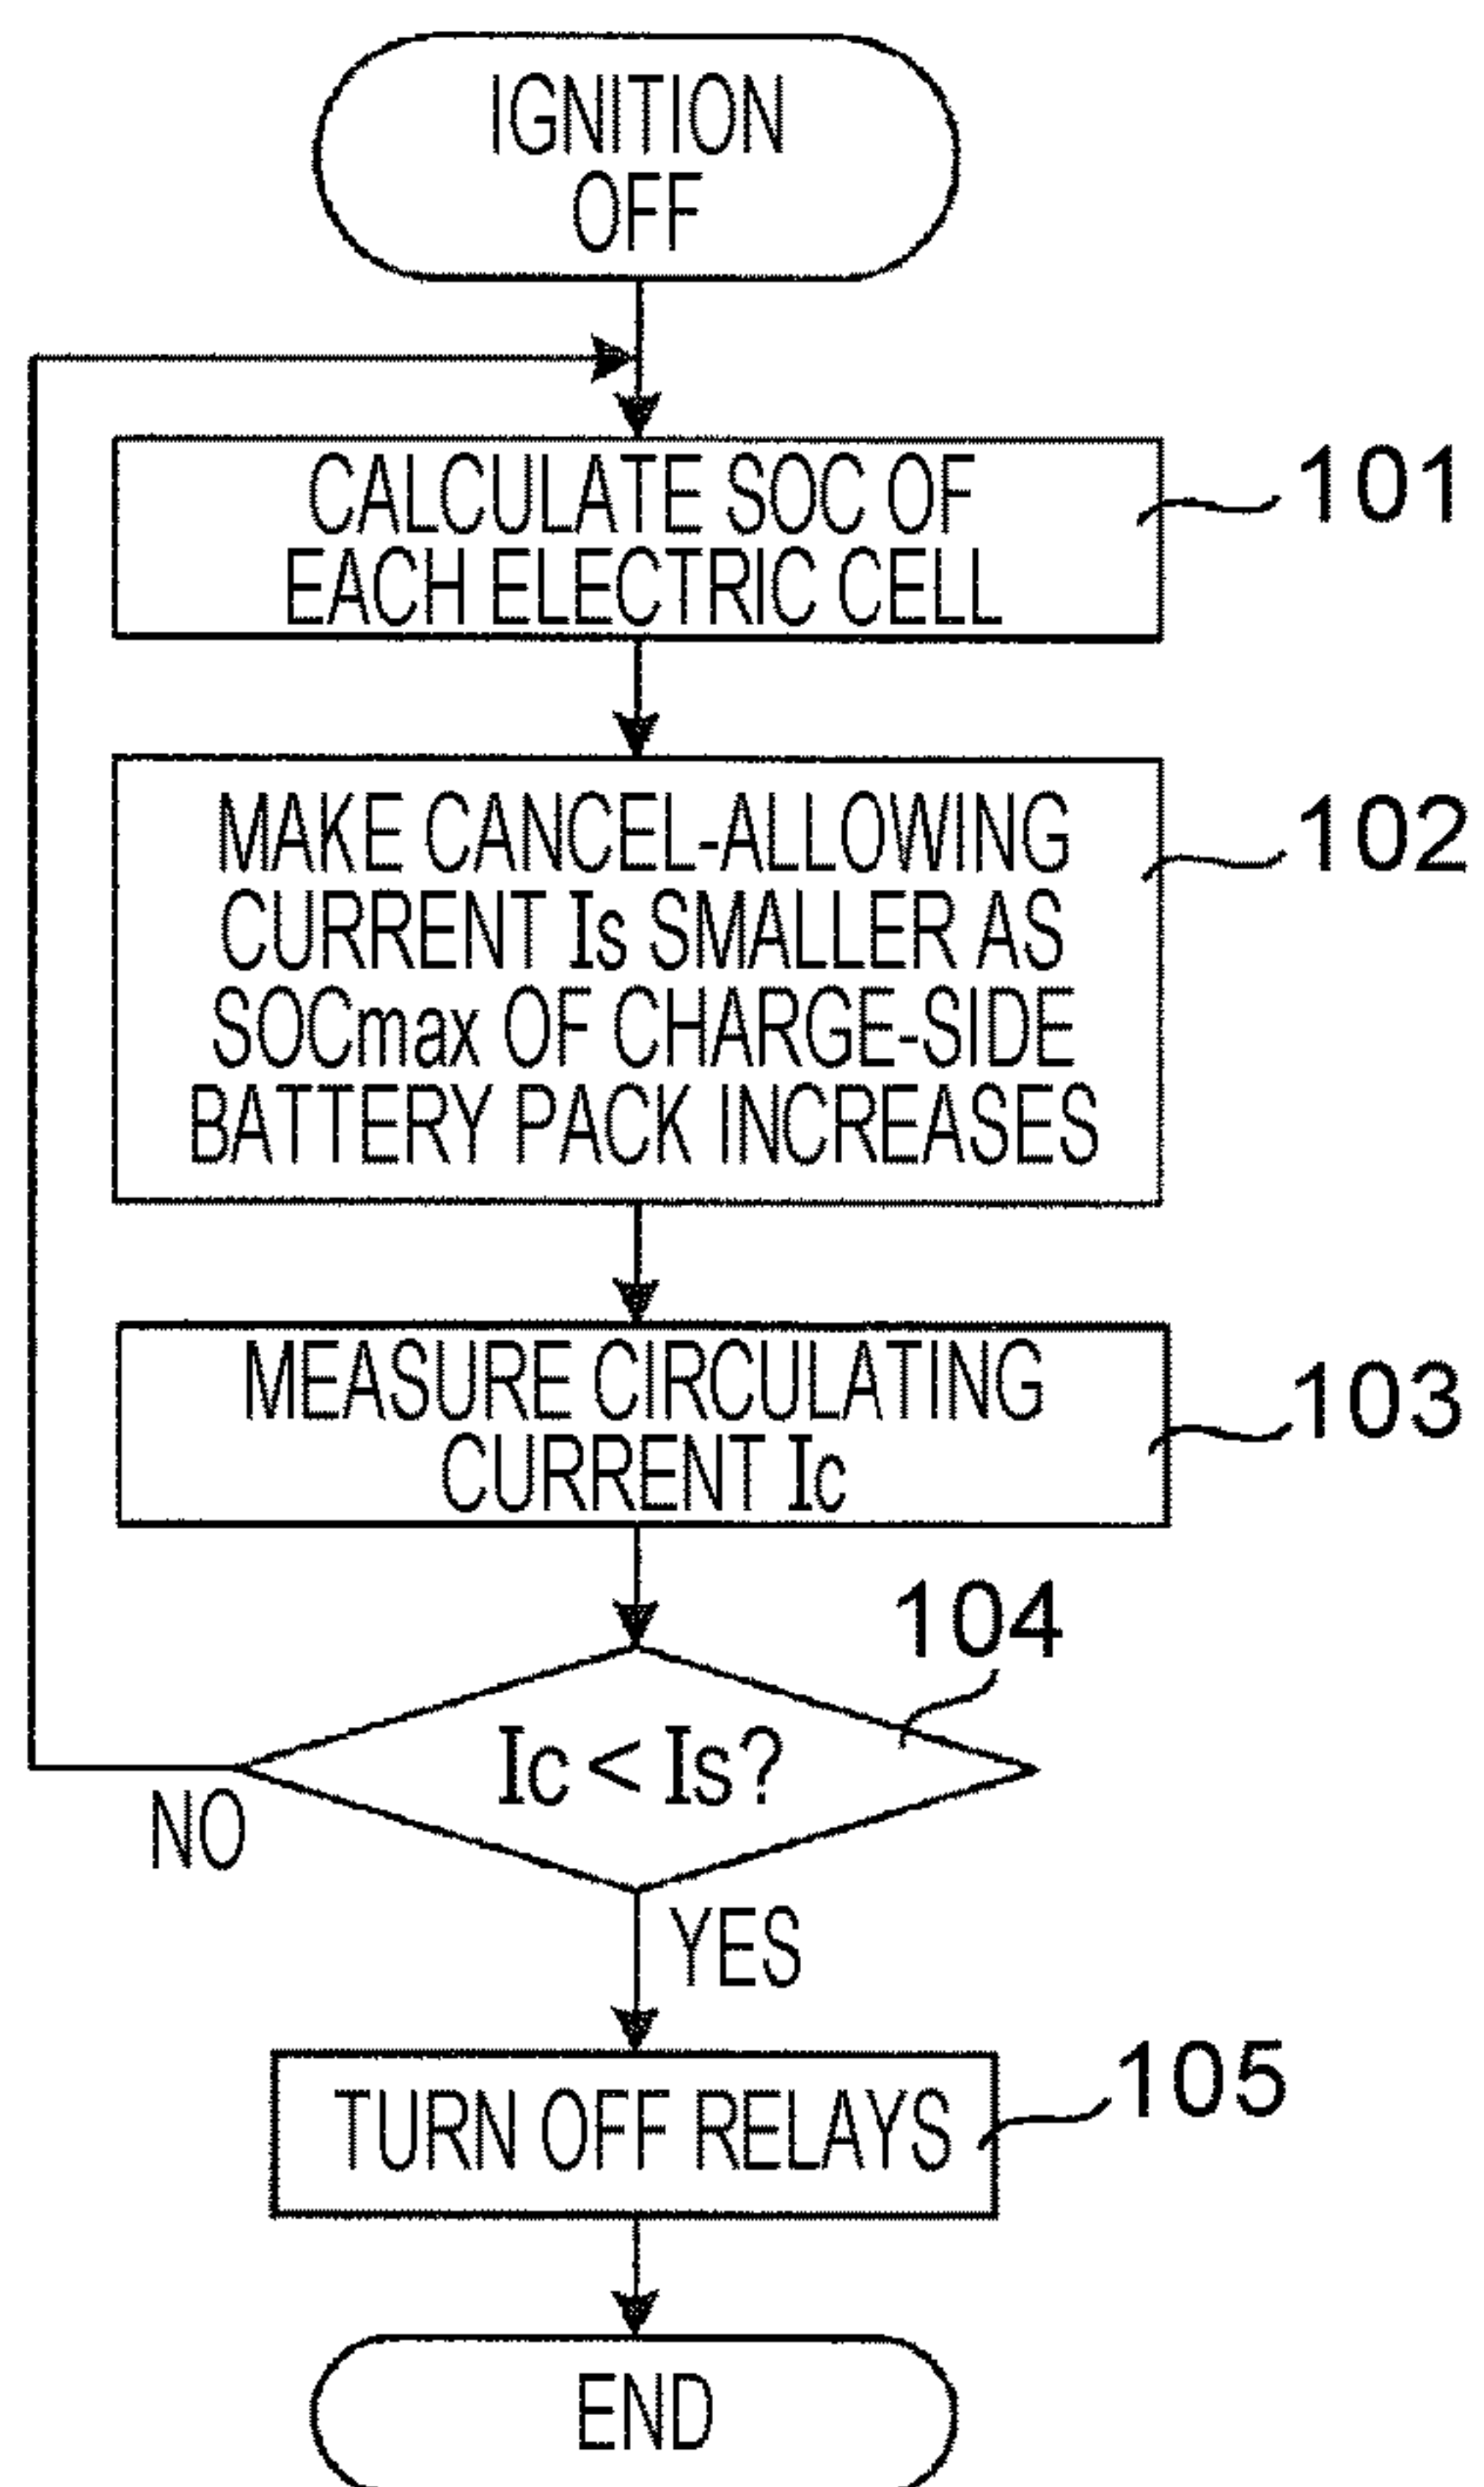 IGNITION
OFF
CALCULATE SOC OF
EACH ELECTRIC CELL
101
MAKE CANCEL-ALLOWING
CURRENT Is SMALLER AS
SOCmax OF CHARGE-SIDE
BATTERY PACK INCREASES
102
MEASURE CIRCULATING
CURRENT Ic
103
104
Ic < Is?
NO
YES
TURN OFF RELAYS
105
END